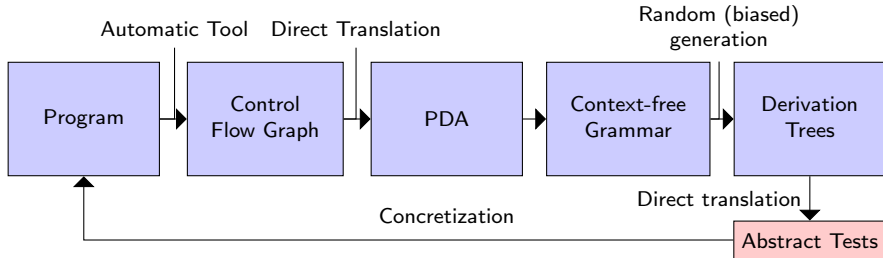 Random (biased)
generation
Automatic Tool
Direct Translation
Program
Control
Flow Graph
PDA
Context-free
Grammar
Derivation
Trees
Direct translation
Concretization
Abstract Tests